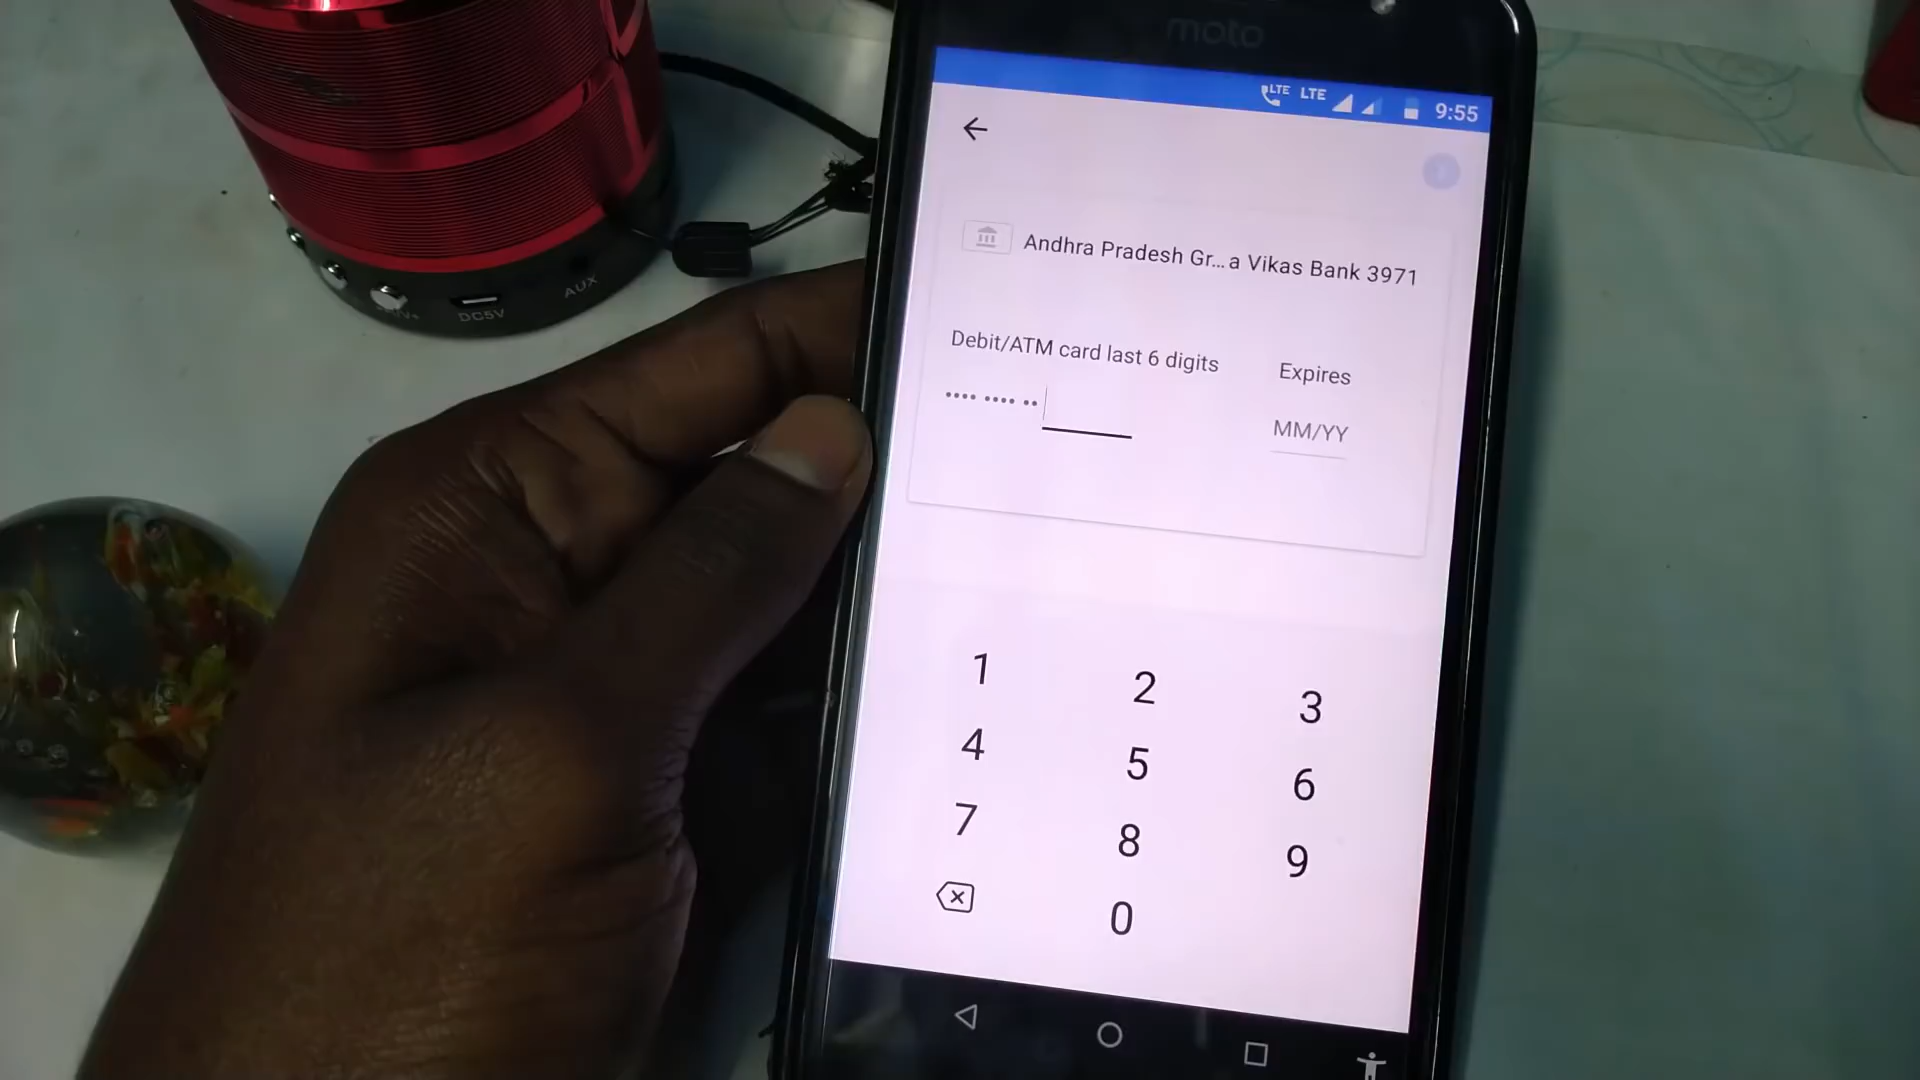 moto
LTE LTE 9:55
Andhra Pradesh Gr...a Vikas Bank 3971
Debit/ATM card last 6 digits
Expires
•••• •••• ••
MM/YY
1 2 3
4 5 6
7 8 9
0
DC5V
AUX